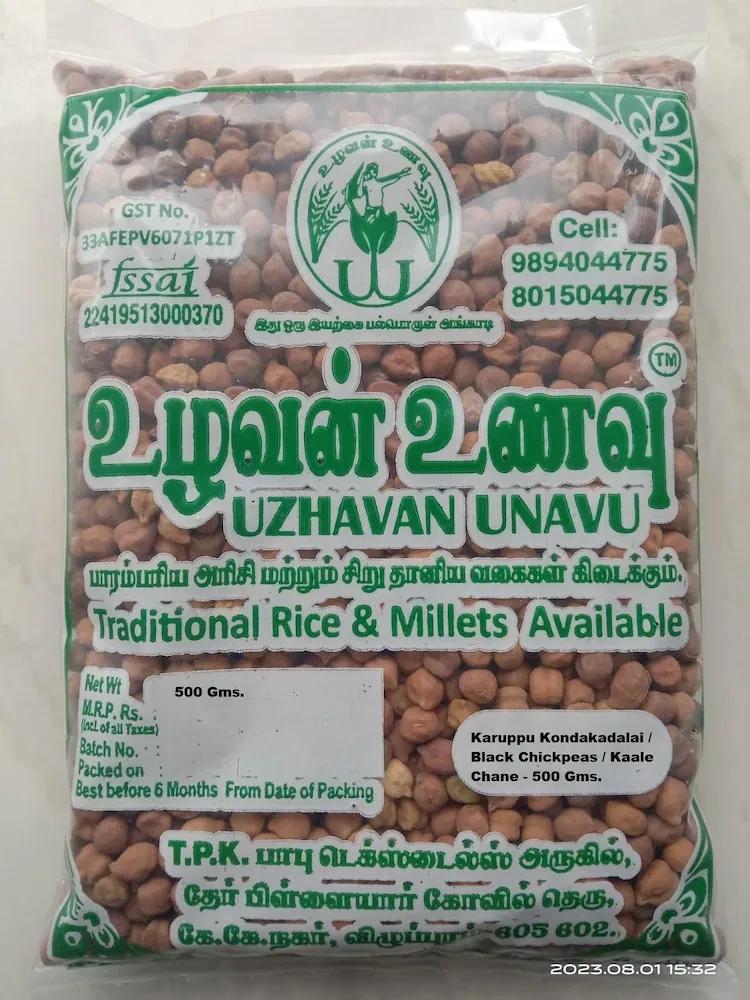 உழவன் உணவு
GST No.
33AFEPV6071P1ZT
fssai
22419513000370
Cell:
9894044775
8015044775
இது ஒரு இயற்கை பல்பொருள் அங்காடி
TM
உழவன் உணவு
UZHAVAN UNAVU
பாரம்பரிய அரிசி மற்றும் சிறு தானிய வகைகள் கிடைக்கும்.
Traditional Rice & Millets Available
Net Wt 500 Gms.
M.R.P. Rs. :
(Incl. of all Taxes)
Batch No. :
Packed on :
Best before 6 Months From Date of Packing
Karuppu Kondakadalai /
Black Chickpeas / Kaale
Chane - 500 Gms.
T.P.K. பாபு டெக்ஸ்டைல்ஸ் அருகில்,
தேர் பிள்ளையார் கோவில் தெரு,
கே.கே.நகர், விழுப்புரம்-605 602.
2023.08.01 15:32